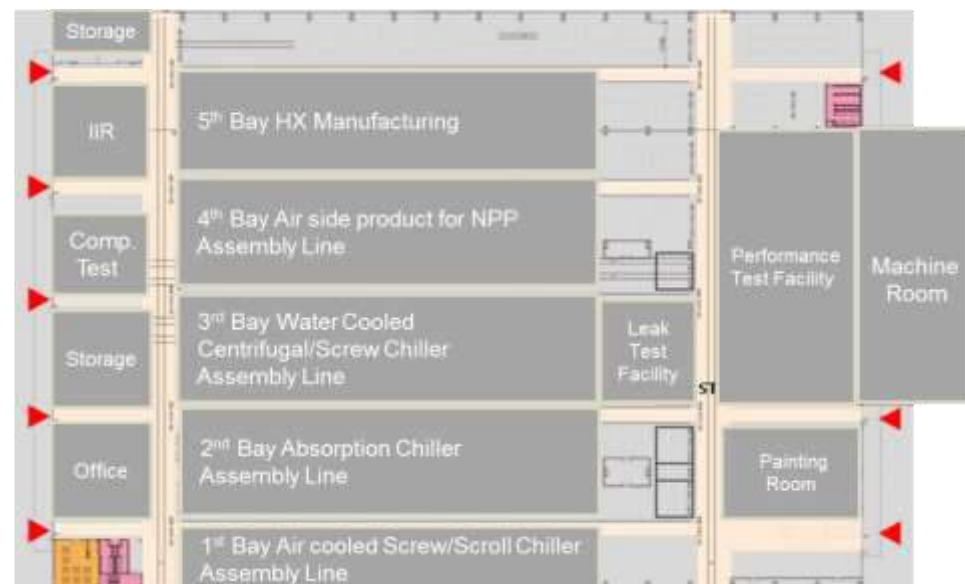 Storage
IIR
5th Bay HX Manufacturing
4th Bay Air side product for NPP
Assembly Line
Comp.
Test
Performance
Test Facility
Machine
Room
3rd Bay Water Cooled
Centrifugal/Screw Chiller
Assembly Line
Leak
Test
Facility
Storage
ST
2nd Bay Absorption Chiller
Assembly Line
Office
Painting
Room
1st Bay Air cooled Screw/Scroll Chiller
Assembly Line